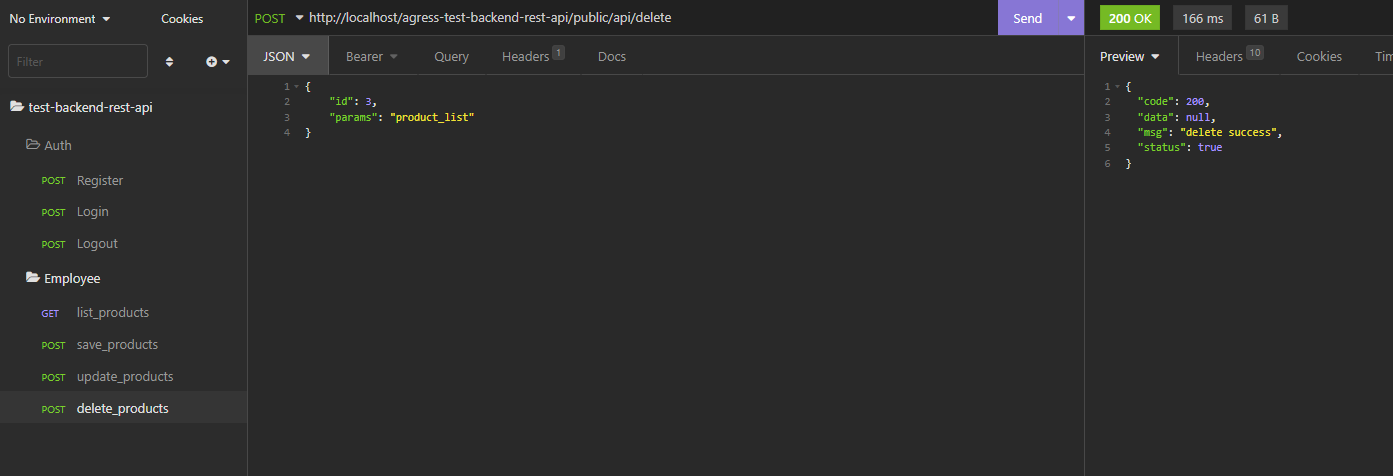 No Environment
Cookies
Filter
test-backend-rest-api
Auth
POST Register
POST Login
POST Logout
Employee
GET list_products
POST save_products
POST update_products
POST delete_products
POST http://localhost/agress-test-backend-rest-api/public/api/delete
Send
JSON Bearer Query Headers 1 Docs
1 {
2 "id": 3,
3 "params": "product_list"
4 }
200 OK 166 ms 61 B
Preview Headers 10 Cookies Tim
1 {
2 "code": 200,
3 "data": null,
4 "msg": "delete success",
5 "status": true
6 }